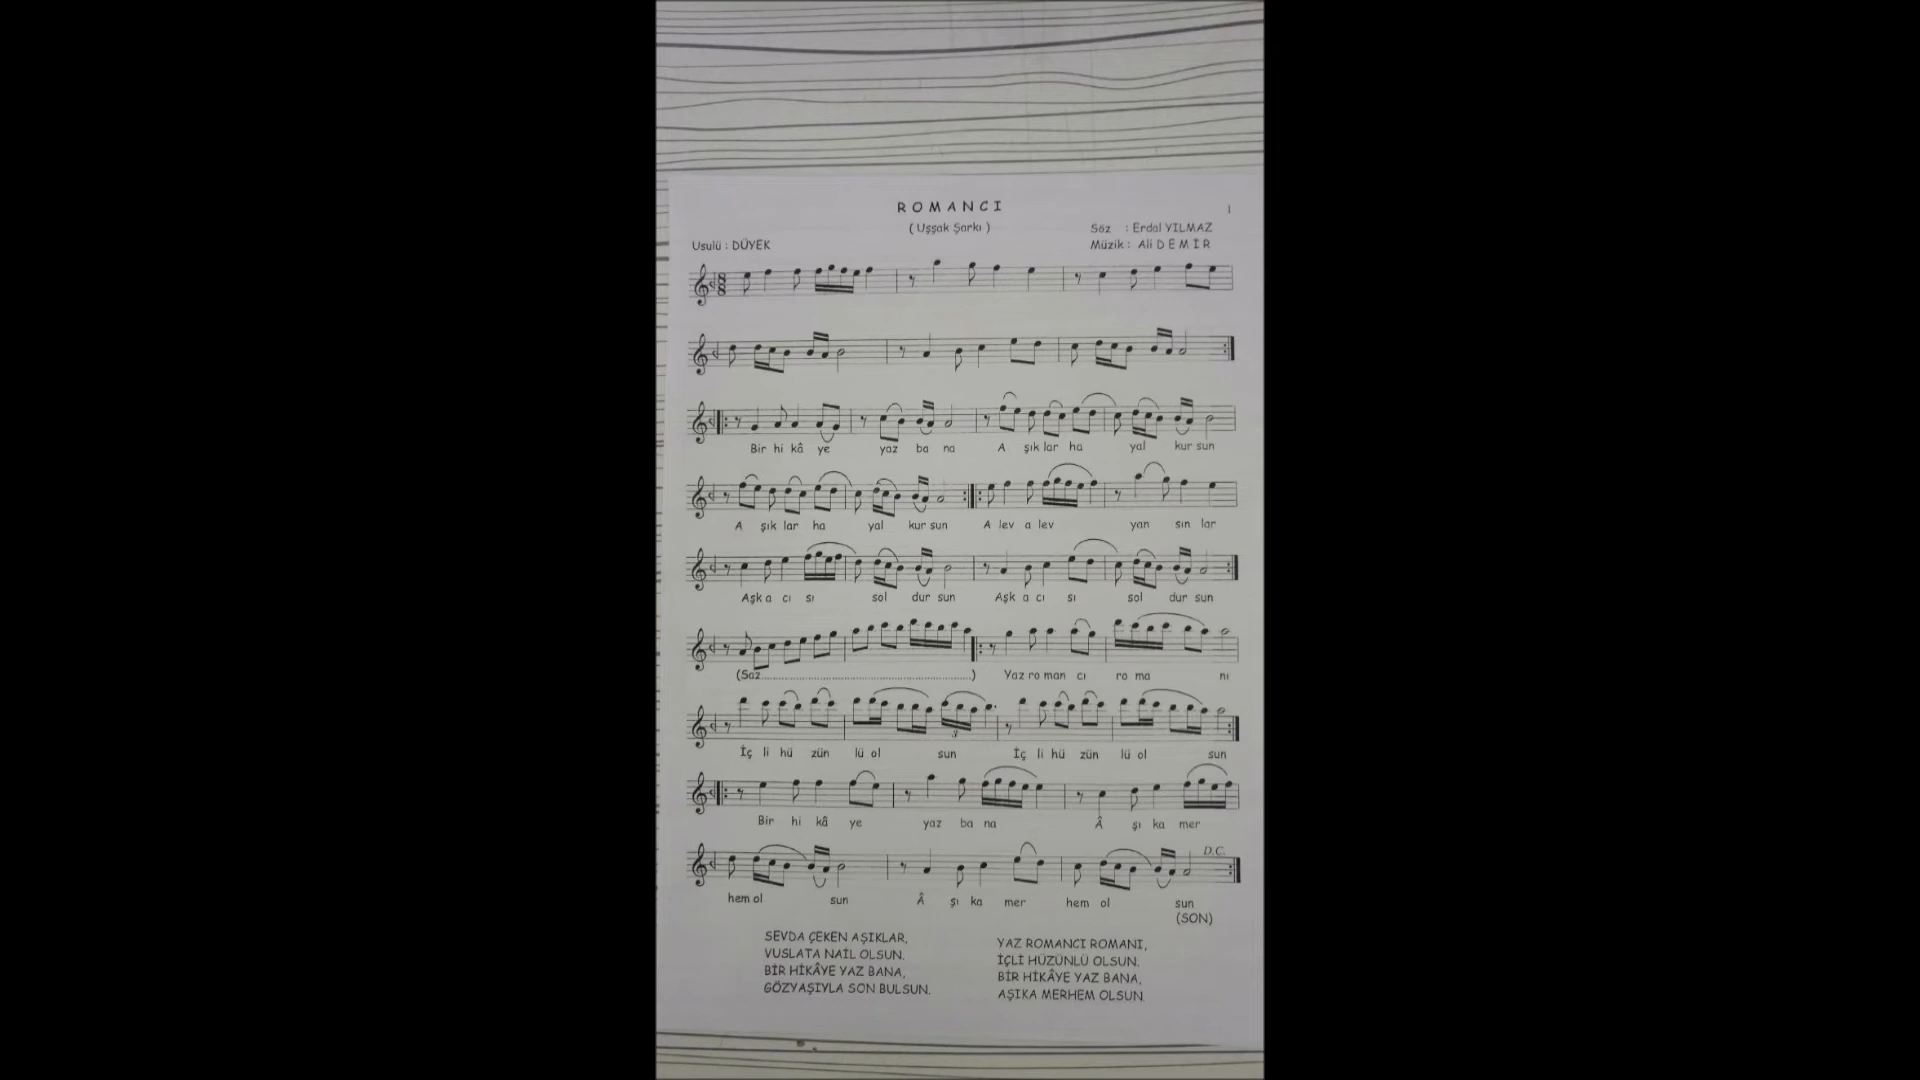 ROMANCI
1
( Uşşak Şarkı )
Söz : Erdal YILMAZ
Usulü : DÜYEK
Müzik : Ali DEMİR
8
8
Bir hi kâ ye yaz ba na A şık lar ha yal kur sun
A şık lar ha yal kur sun A lev a lev yan sın lar
Aşk a cı sı sol dur sun Aşk a cı sı sol dur sun
(Saz..............................................................) Yaz ro man cı ro ma nı
3
İç li hü zün lü ol sun İç li hü zün lü ol sun
Bir hi kâ ye yaz ba na Â şı ka mer
D.C.
hem ol sun Â şı ka mer hem ol sun
(SON)
SEVDA ÇEKEN AŞIKLAR,
VUSLATA NAİL OLSUN.
BİR HİKÂYE YAZ BANA,
GÖZYAŞIYLA SON BULSUN.
YAZ ROMANCI ROMANI,
İÇLİ HÜZÜNLÜ OLSUN.
BİR HİKÂYE YAZ BANA,
AŞIKA MERHEM OLSUN.